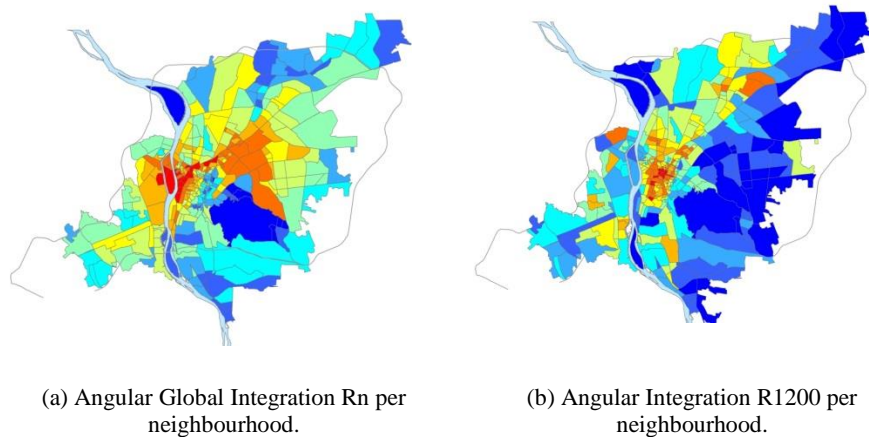 (a) Angular Global Integration Rn per
neighbourhood.
(b) Angular Integration R1200 per
neighbourhood.